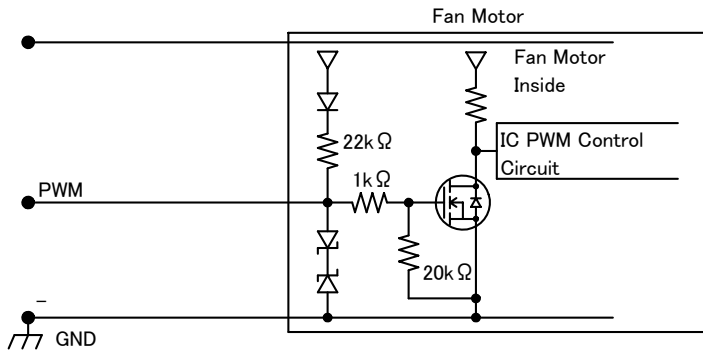 Fan Motor
Fan Motor
Inside
22kΩ
IC PWM Control
Circuit
1kΩ
PWM
20kΩ
−
GND